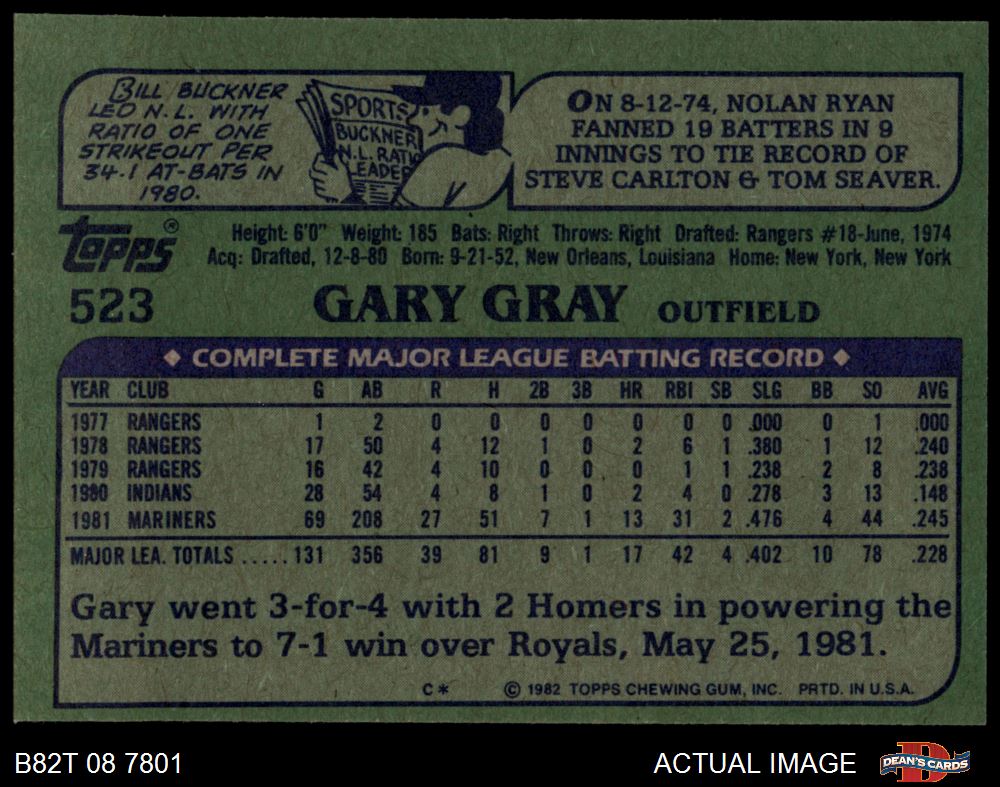 BILL BUCKNER
LED N.L. WITH
RATIO OF ONE
STRIKEOUT PER
34.1 AT-BATS IN
1980.
SPORTS
BUCKNER
N.L. RATIO
LEADER
ON 8-12-74, NOLAN RYAN
FANNED 19 BATTERS IN 9
INNINGS TO TIE RECORD OF
STEVE CARLTON & TOM SEAVER.
topps®
Height: 6'0" Weight: 185 Bats: Right Throws: Right Drafted: Rangers #18-June, 1974
Acq: Drafted, 12-8-80 Born: 9-21-52, New Orleans, Louisiana Home: New York, New York
523 GARY GRAY OUTFIELD
◆ COMPLETE MAJOR LEAGUE BATTING RECORD ◆
YEAR CLUB G AB R H 2B 3B HR RBI SB SLG BB SO AVG
1977 RANGERS 1 2 0 0 0 0 0 0 0 .000 0 1 .000
1978 RANGERS 17 50 4 12 1 0 2 6 1 .380 1 12 .240
1979 RANGERS 16 42 4 10 0 0 0 1 1 .238 2 8 .238
1980 INDIANS 28 54 4 8 1 0 2 4 0 .278 3 13 .148
1981 MARINERS 69 208 27 51 7 1 13 31 2 .476 4 44 .245
MAJOR LEA. TOTALS ..... 131 356 39 81 9 1 17 42 4 .402 10 78 .228
Gary went 3-for-4 with 2 Homers in powering the
Mariners to 7-1 win over Royals, May 25, 1981.
C* © 1982 TOPPS CHEWING GUM, INC. PRTD. IN U.S.A.
B82T 08 7801 ACTUAL IMAGE D DEAN'S CARDS